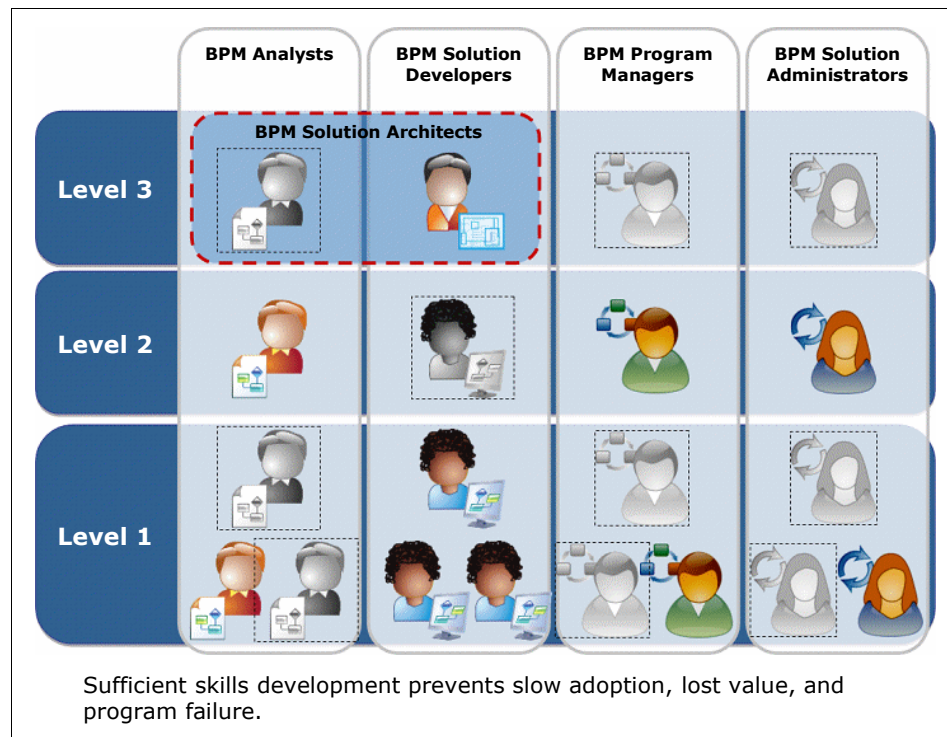 BPM Analysts
BPM Solution
Developers
BPM Program
Managers
BPM Solution
Administrators
BPM Solution Architects
Level 3
Level 2
Level 1
Sufficient skills development prevents slow adoption, lost value, and
program failure.